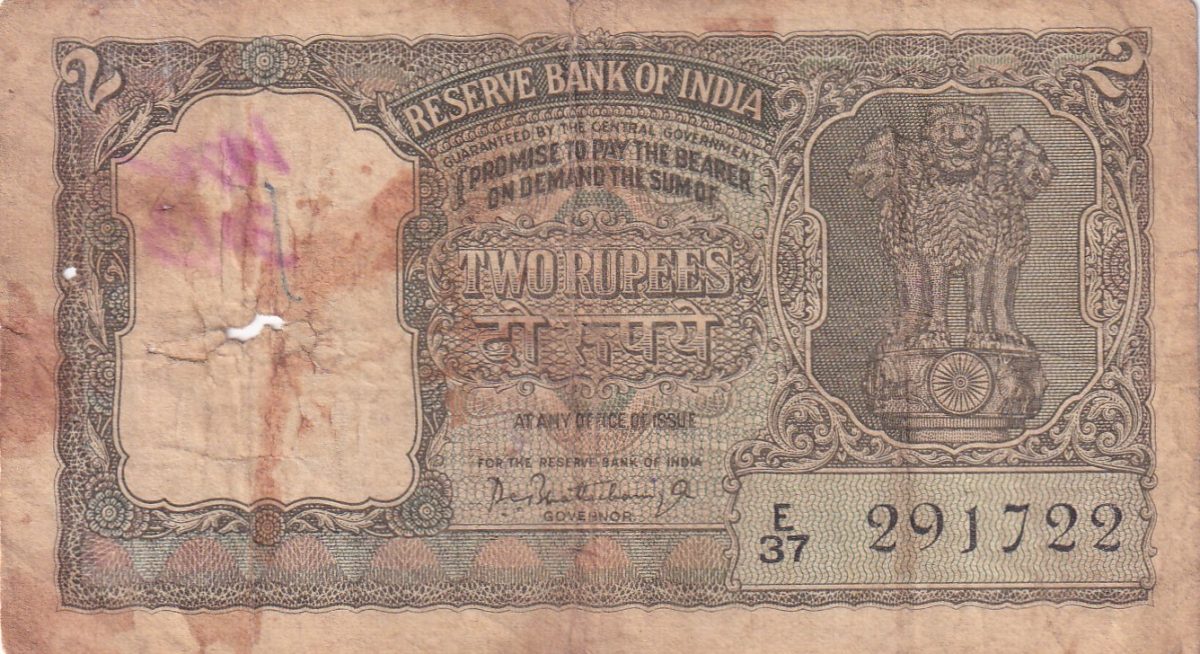 २ 2
RESERVE BANK OF INDIA
GUARANTEED BY THE CENTRAL GOVERNMENT
I PROMISE TO PAY THE BEARER
ON DEMAND THE SUM OF
TWO RUPEES
दो रूपये
AT ANY OFFICE OF ISSUE
FOR THE RESERVE BANK OF INDIA
GOVERNOR
E
37 291722